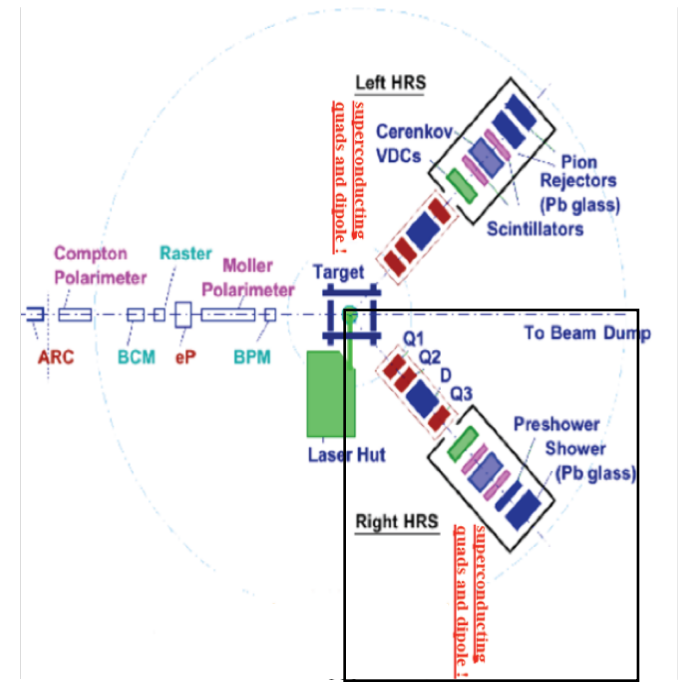 Left HRS
superconducting
quads and dipole !
Cerenkov
VDCs
Pion
Rejectors
(Pb glass)
Scintillators
Compton
Polarimeter
Raster
Moller
Polarimeter
Target
To Beam Dump
ARC
BCM
eP
BPM
Q1
Q2
D
Q3
Laser Hut
Preshower
Shower
(Pb glass)
Right HRS
superconducting
quads and dipole !